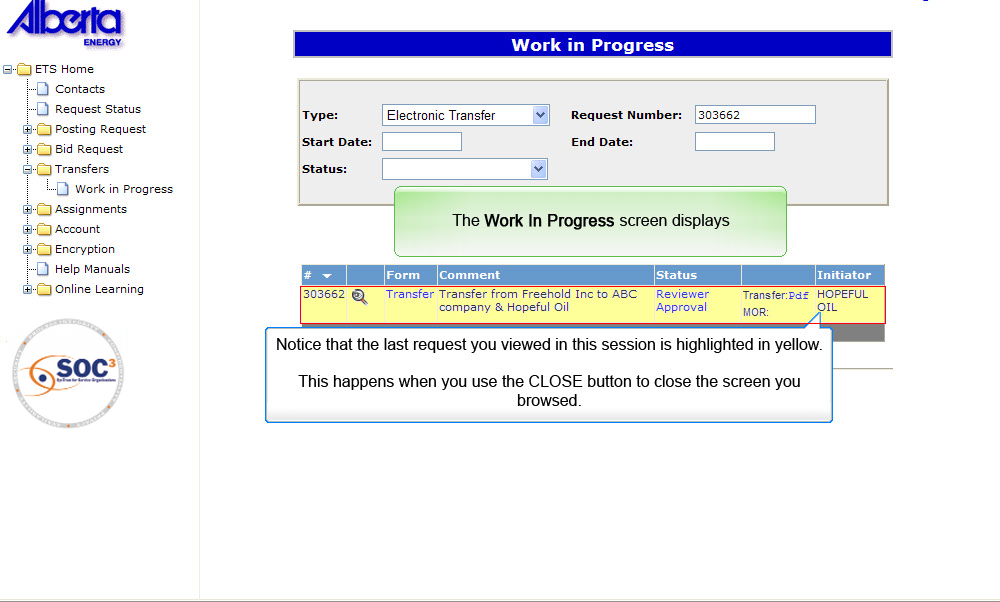 Alberta
ENERGY
ETS Home
Contacts
Request Status
Posting Request
Bid Request
Transfers
Work in Progress
Assignments
Account
Encryption
Help Manuals
Online Learning
SOC3
SysTrust for Service Organizations
Work in Progress
Type: Electronic Transfer Request Number: 303662
Start Date: End Date:
Status:
The Work In Progress screen displays
# Form Comment Status Initiator
303662 Transfer Transfer from Freehold Inc to ABC Reviewer Transfer:Pdf HOPEFUL
company & Hopeful Oil Approval MOR: OIL
Notice that the last request you viewed in this session is highlighted in yellow.
This happens when you use the CLOSE button to close the screen you
browsed.